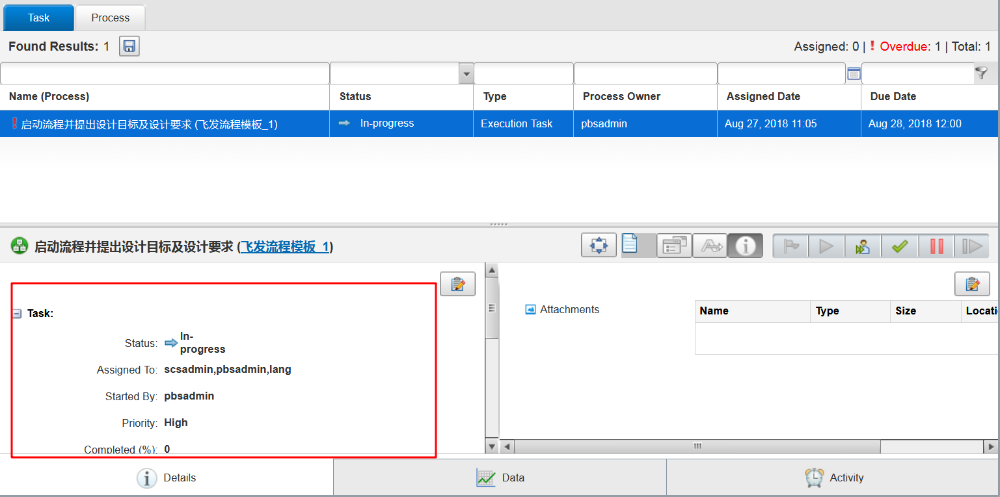 Task Process
Found Results: 1 Assigned: 0 | ! Overdue: 1 | Total: 1
Name (Process) Status Type Process Owner Assigned Date Due Date
! 启动流程并提出设计目标及设计要求 (飞发流程模板_1) In-progress Execution Task pbsadmin Aug 27, 2018 11:05 Aug 28, 2018 12:00
启动流程并提出设计目标及设计要求 (飞发流程模板_1)
Task:
Status: In-
progress
Assigned To: scsadmin,pbsadmin,lang
Started By: pbsadmin
Priority: High
Completed (%): 0
Attachments
Name Type Size Locati
Details Data Activity